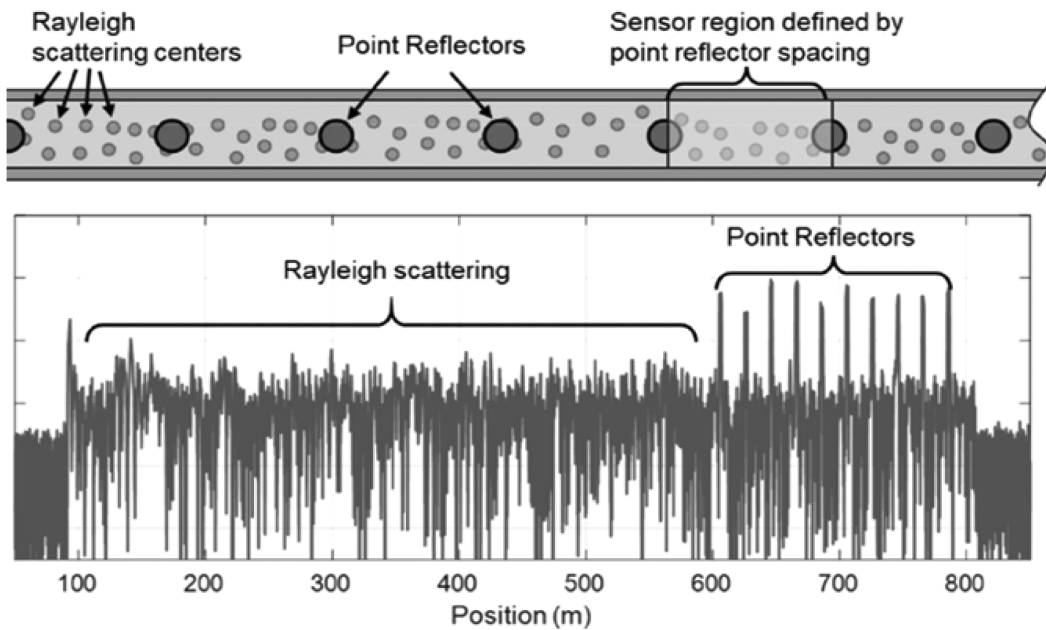 Rayleigh
scattering centers
Point Reflectors
Sensor region defined by
point reflector spacing
Rayleigh scattering
Point Reflectors
100 200 300 400 500 600 700 800
Position (m)